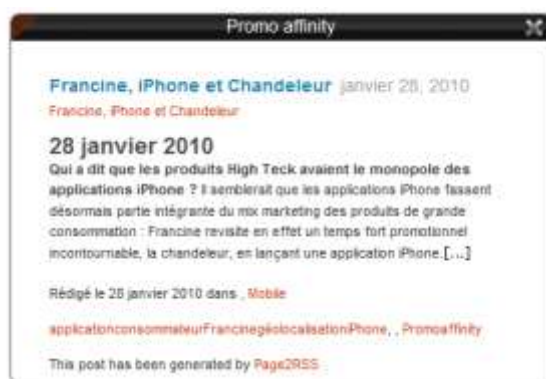 Promo affinity
Francine, iPhone et Chandeleur janvier 28, 2010
Francine, iPhone et Chandeleur
28 janvier 2010
Qui a dit que les produits High Teck avaient le monopole des
applications iPhone ? Il semblerait que les applications iPhone fassent
désormais partie intégrante du mix marketing des produits de grande
consommation : Francine revisite en effet un temps fort promotionnel
incontournable, la chandeleur, en lançant une application iPhone.[...]
Rédigé le 28 janvier 2010 dans , Mobile
applicationconsommateurFrancinegéolocalisationiPhone, , Promoaffinity
This post has been generated by Page2RSS